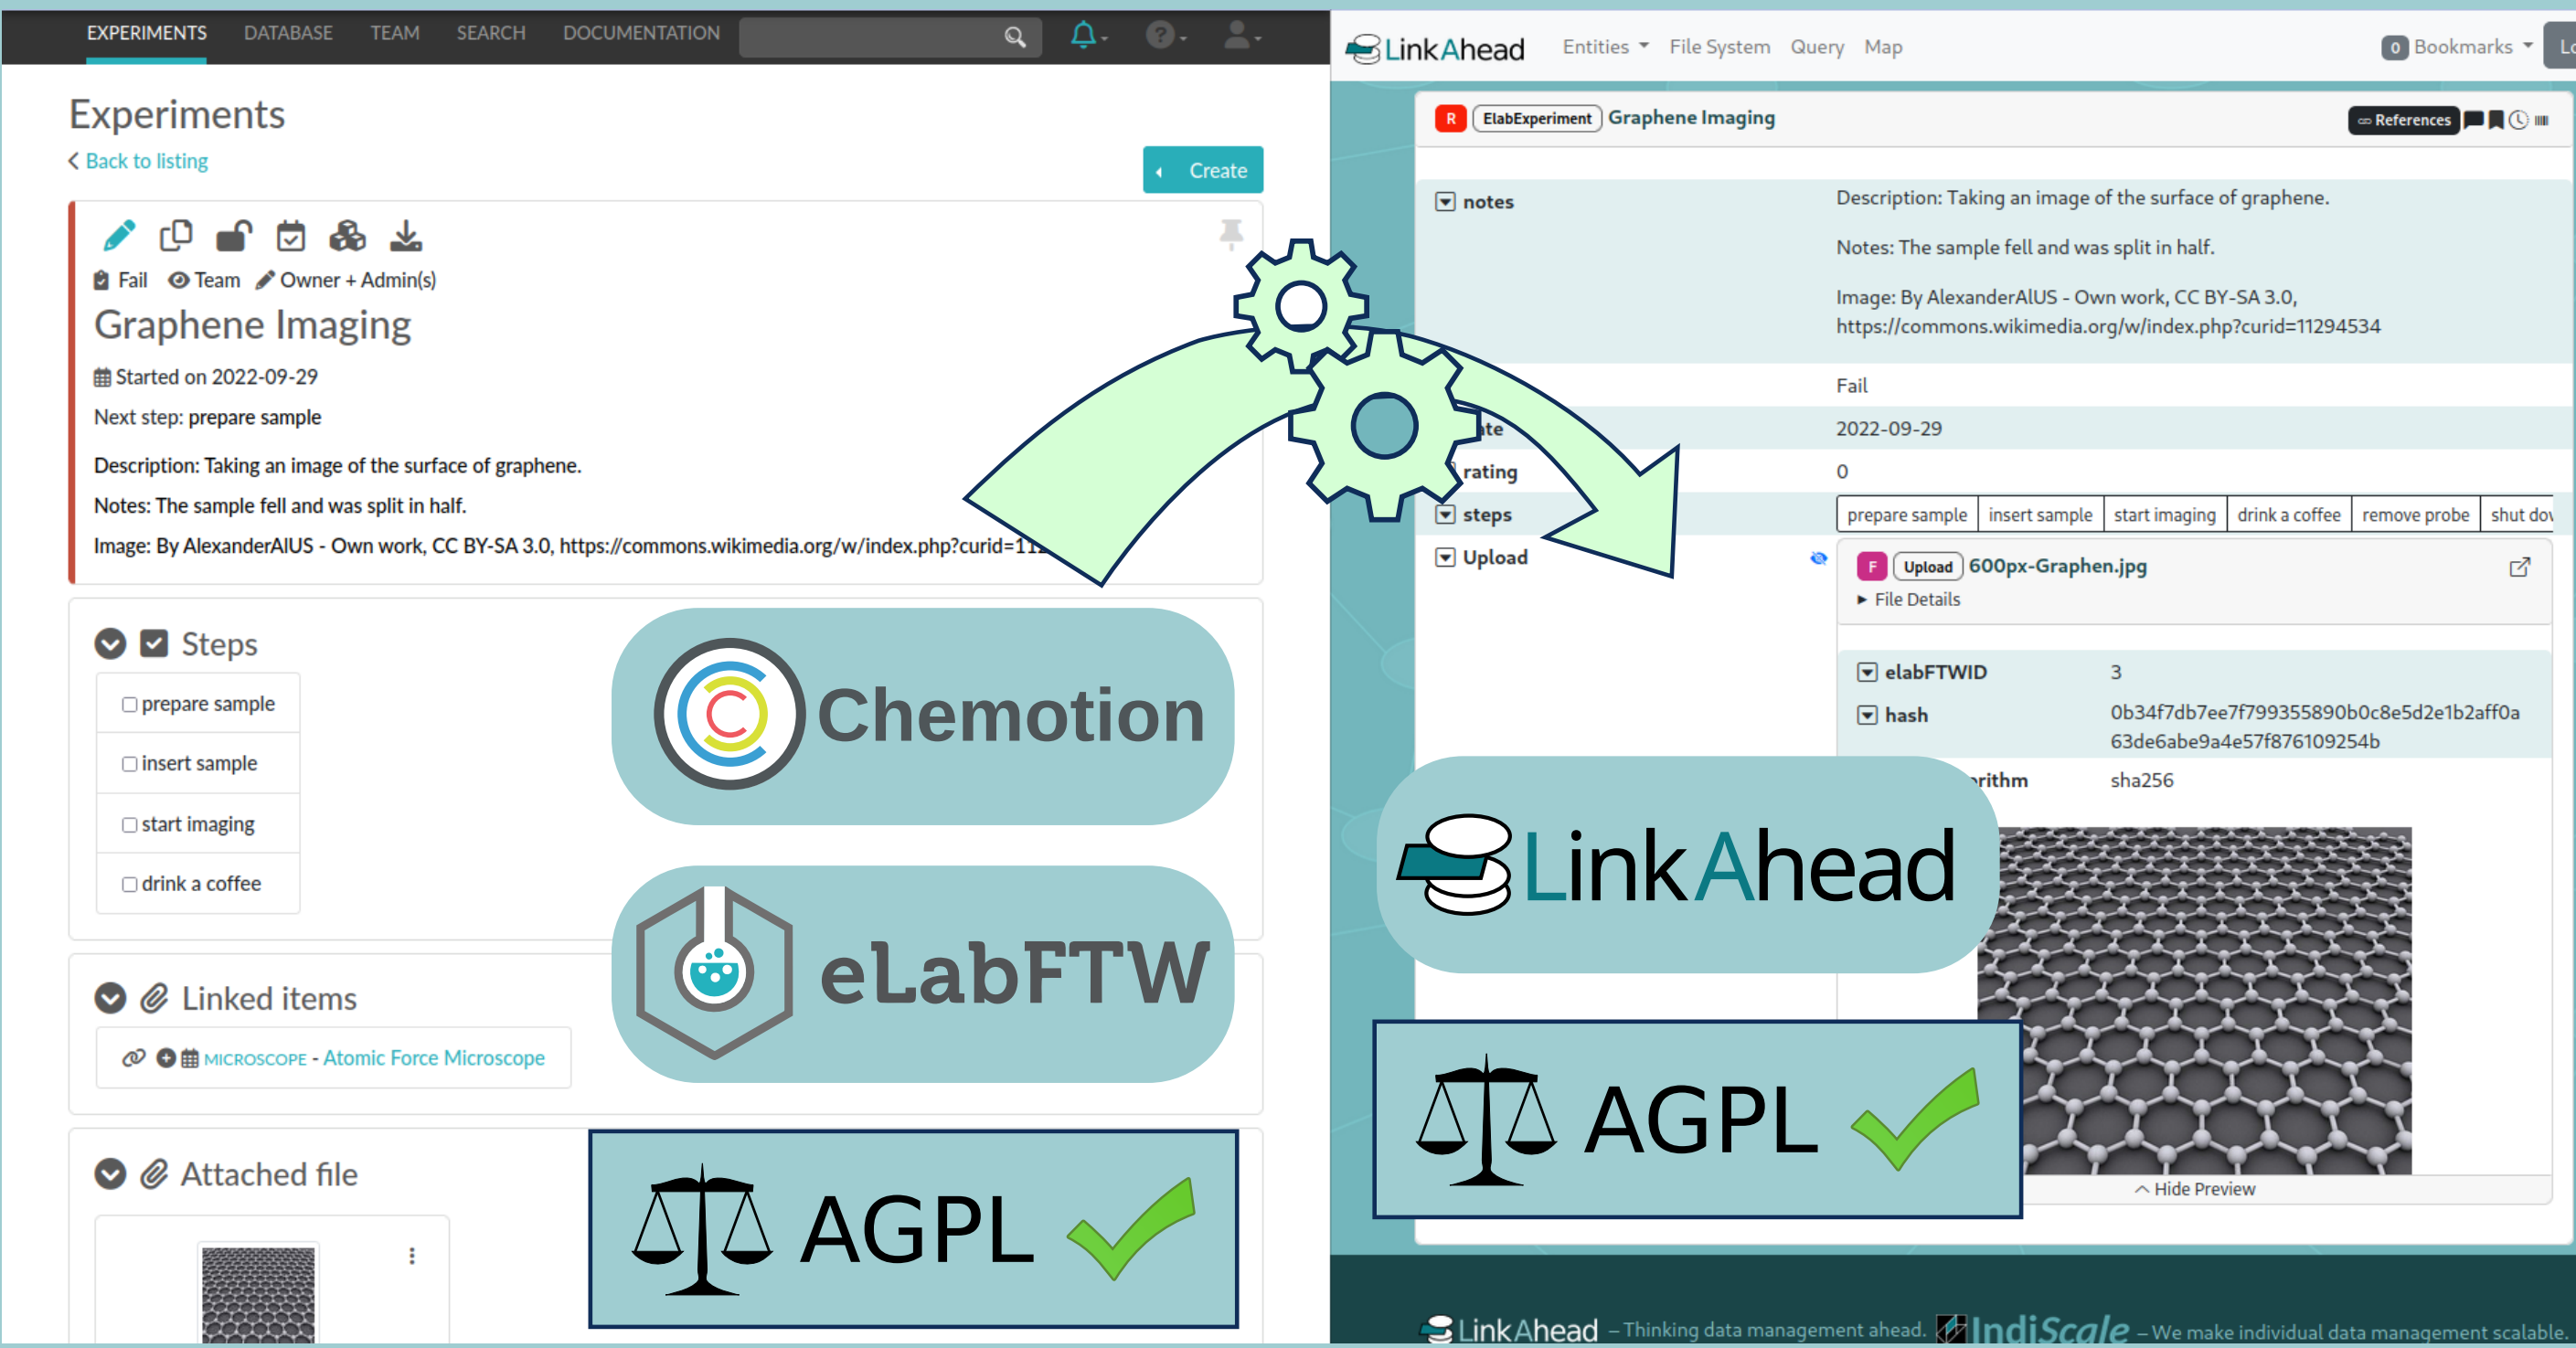 EXPERIMENTS DATABASE TEAM SEARCH DOCUMENTATION
Experiments
Back to listing
Create
Fail Team Owner + Admin(s)
Graphene Imaging
Started on 2022-09-29
Next step: prepare sample
Description: Taking an image of the surface of graphene.
Notes: The sample fell and was split in half.
Image: By AlexanderAlUS - Own work, CC BY-SA 3.0, https://commons.wikimedia.org/w/index.php?curid=11
Steps
prepare sample
insert sample
start imaging
drink a coffee
Linked items
MICROSCOPE - Atomic Force Microscope
Attached file
Chemotion
eLabFTW
AGPL
LinkAhead Entities File System Query Map 0 Bookmarks
R ElabExperiment Graphene Imaging References
notes Description: Taking an image of the surface of graphene.
Notes: The sample fell and was split in half.
Image: By AlexanderAlUS - Own work, CC BY-SA 3.0,
https://commons.wikimedia.org/w/index.php?curid=11294534
Fail
2022-09-29
rating 0
steps prepare sample insert sample start imaging drink a coffee remove probe shut
Upload
F Upload 600px-Graphen.jpg
File Details
elabFTWID 3
hash 0b34f7db7ee7f799355890b0c8e5d2e1b2aff0a
63de6abe9a4e57f876109254b
rithm sha256
LinkAhead
AGPL
Hide Preview
LinkAhead – Thinking data management ahead. IndiScale – We make individual data management scalable.